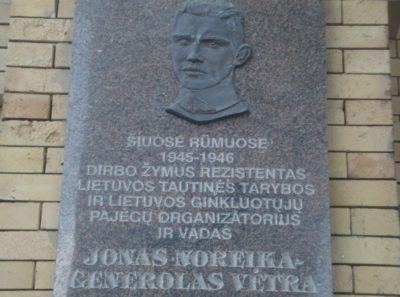 ŠIUOSE RŪMUOSE
1945-1946
DIRBO ŽYMUS REZISTENTAS
LIETUVOS TAUTINĖS TARYBOS
IR LIETUVOS GINKLUOTŲJŲ
PAJĖGŲ ORGANIZATORIUS
IR VADAS
JONAS NOREIKA-
GENEROLAS VĖTRA